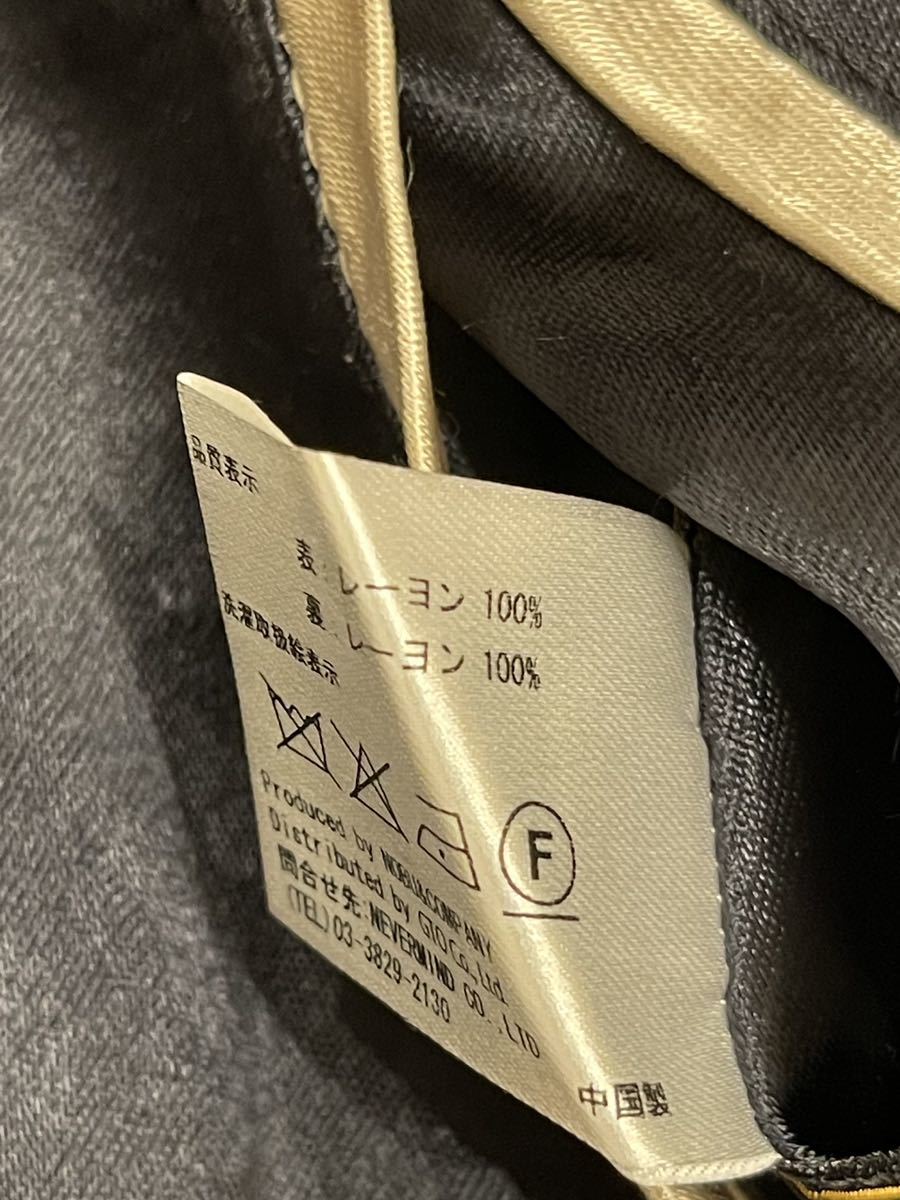 品質表示
表:レーヨン 100%
裏:レーヨン 100%
洗濯取扱絵表示
F
Produced by NOBU&COMPANY
Distributed by GIOCo.,Ltd.
問合せ先:NEVERMIND CO.,LTD
(TEL)03-3829-2130
中国製